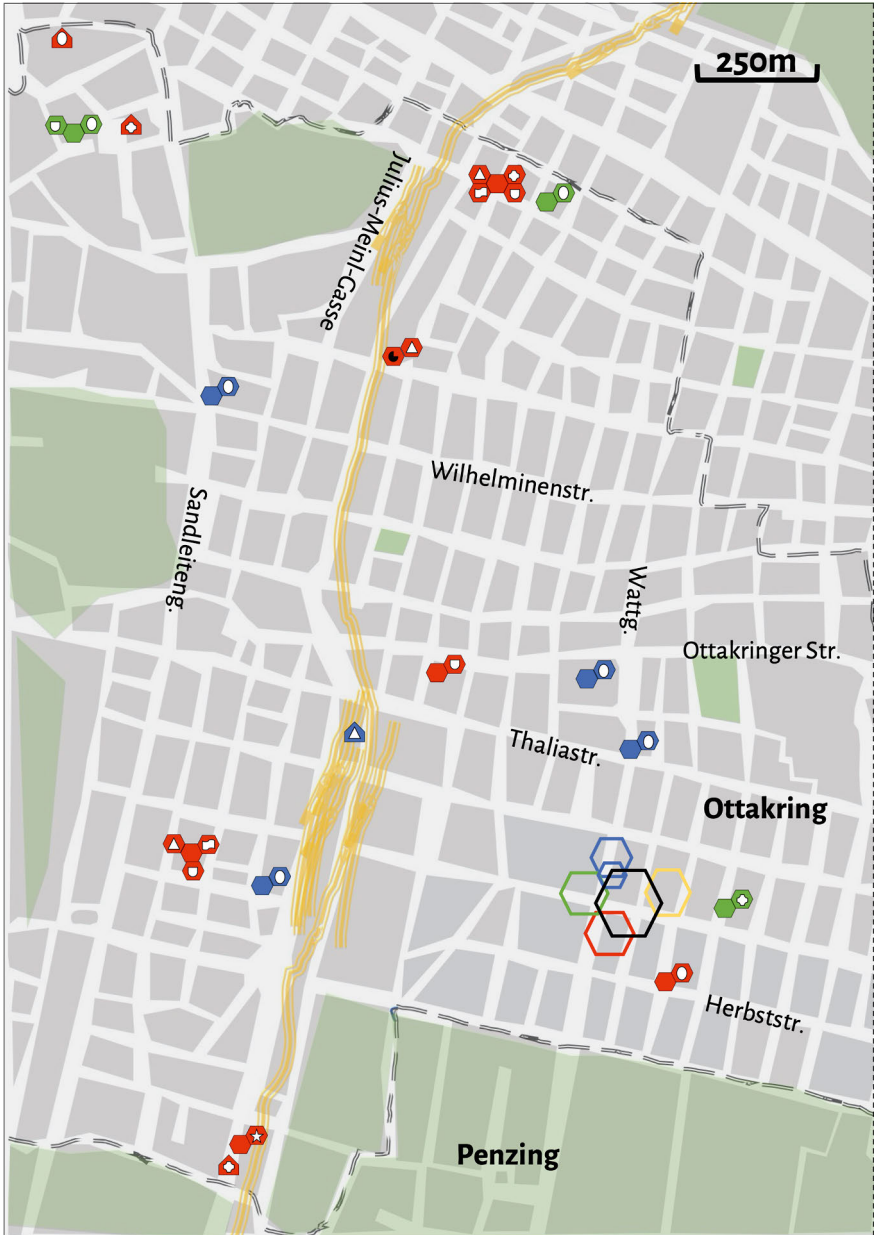 250m
Julius-Meinl-Gasse
Wilhelminenstr.
Sandleiteng.
Wattg.
Ottakringer Str.
Thaliastr.
Ottakring
Herbststr.
Penzing